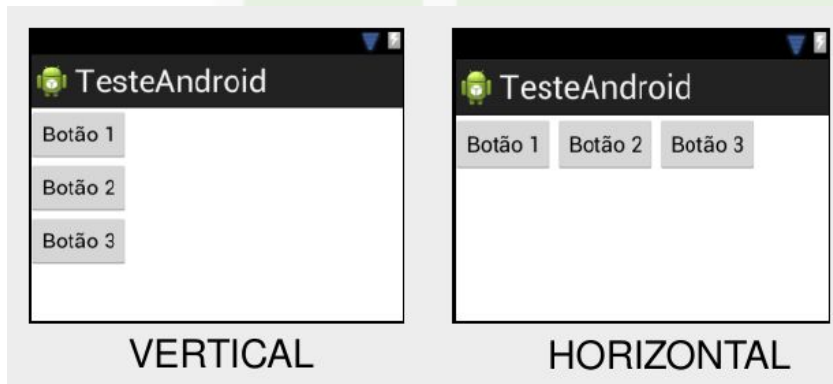 TesteAndroid
Botão 1
Botão 2
Botão 3
VERTICAL
TesteAndroid
Botão 1 Botão 2 Botão 3
HORIZONTAL